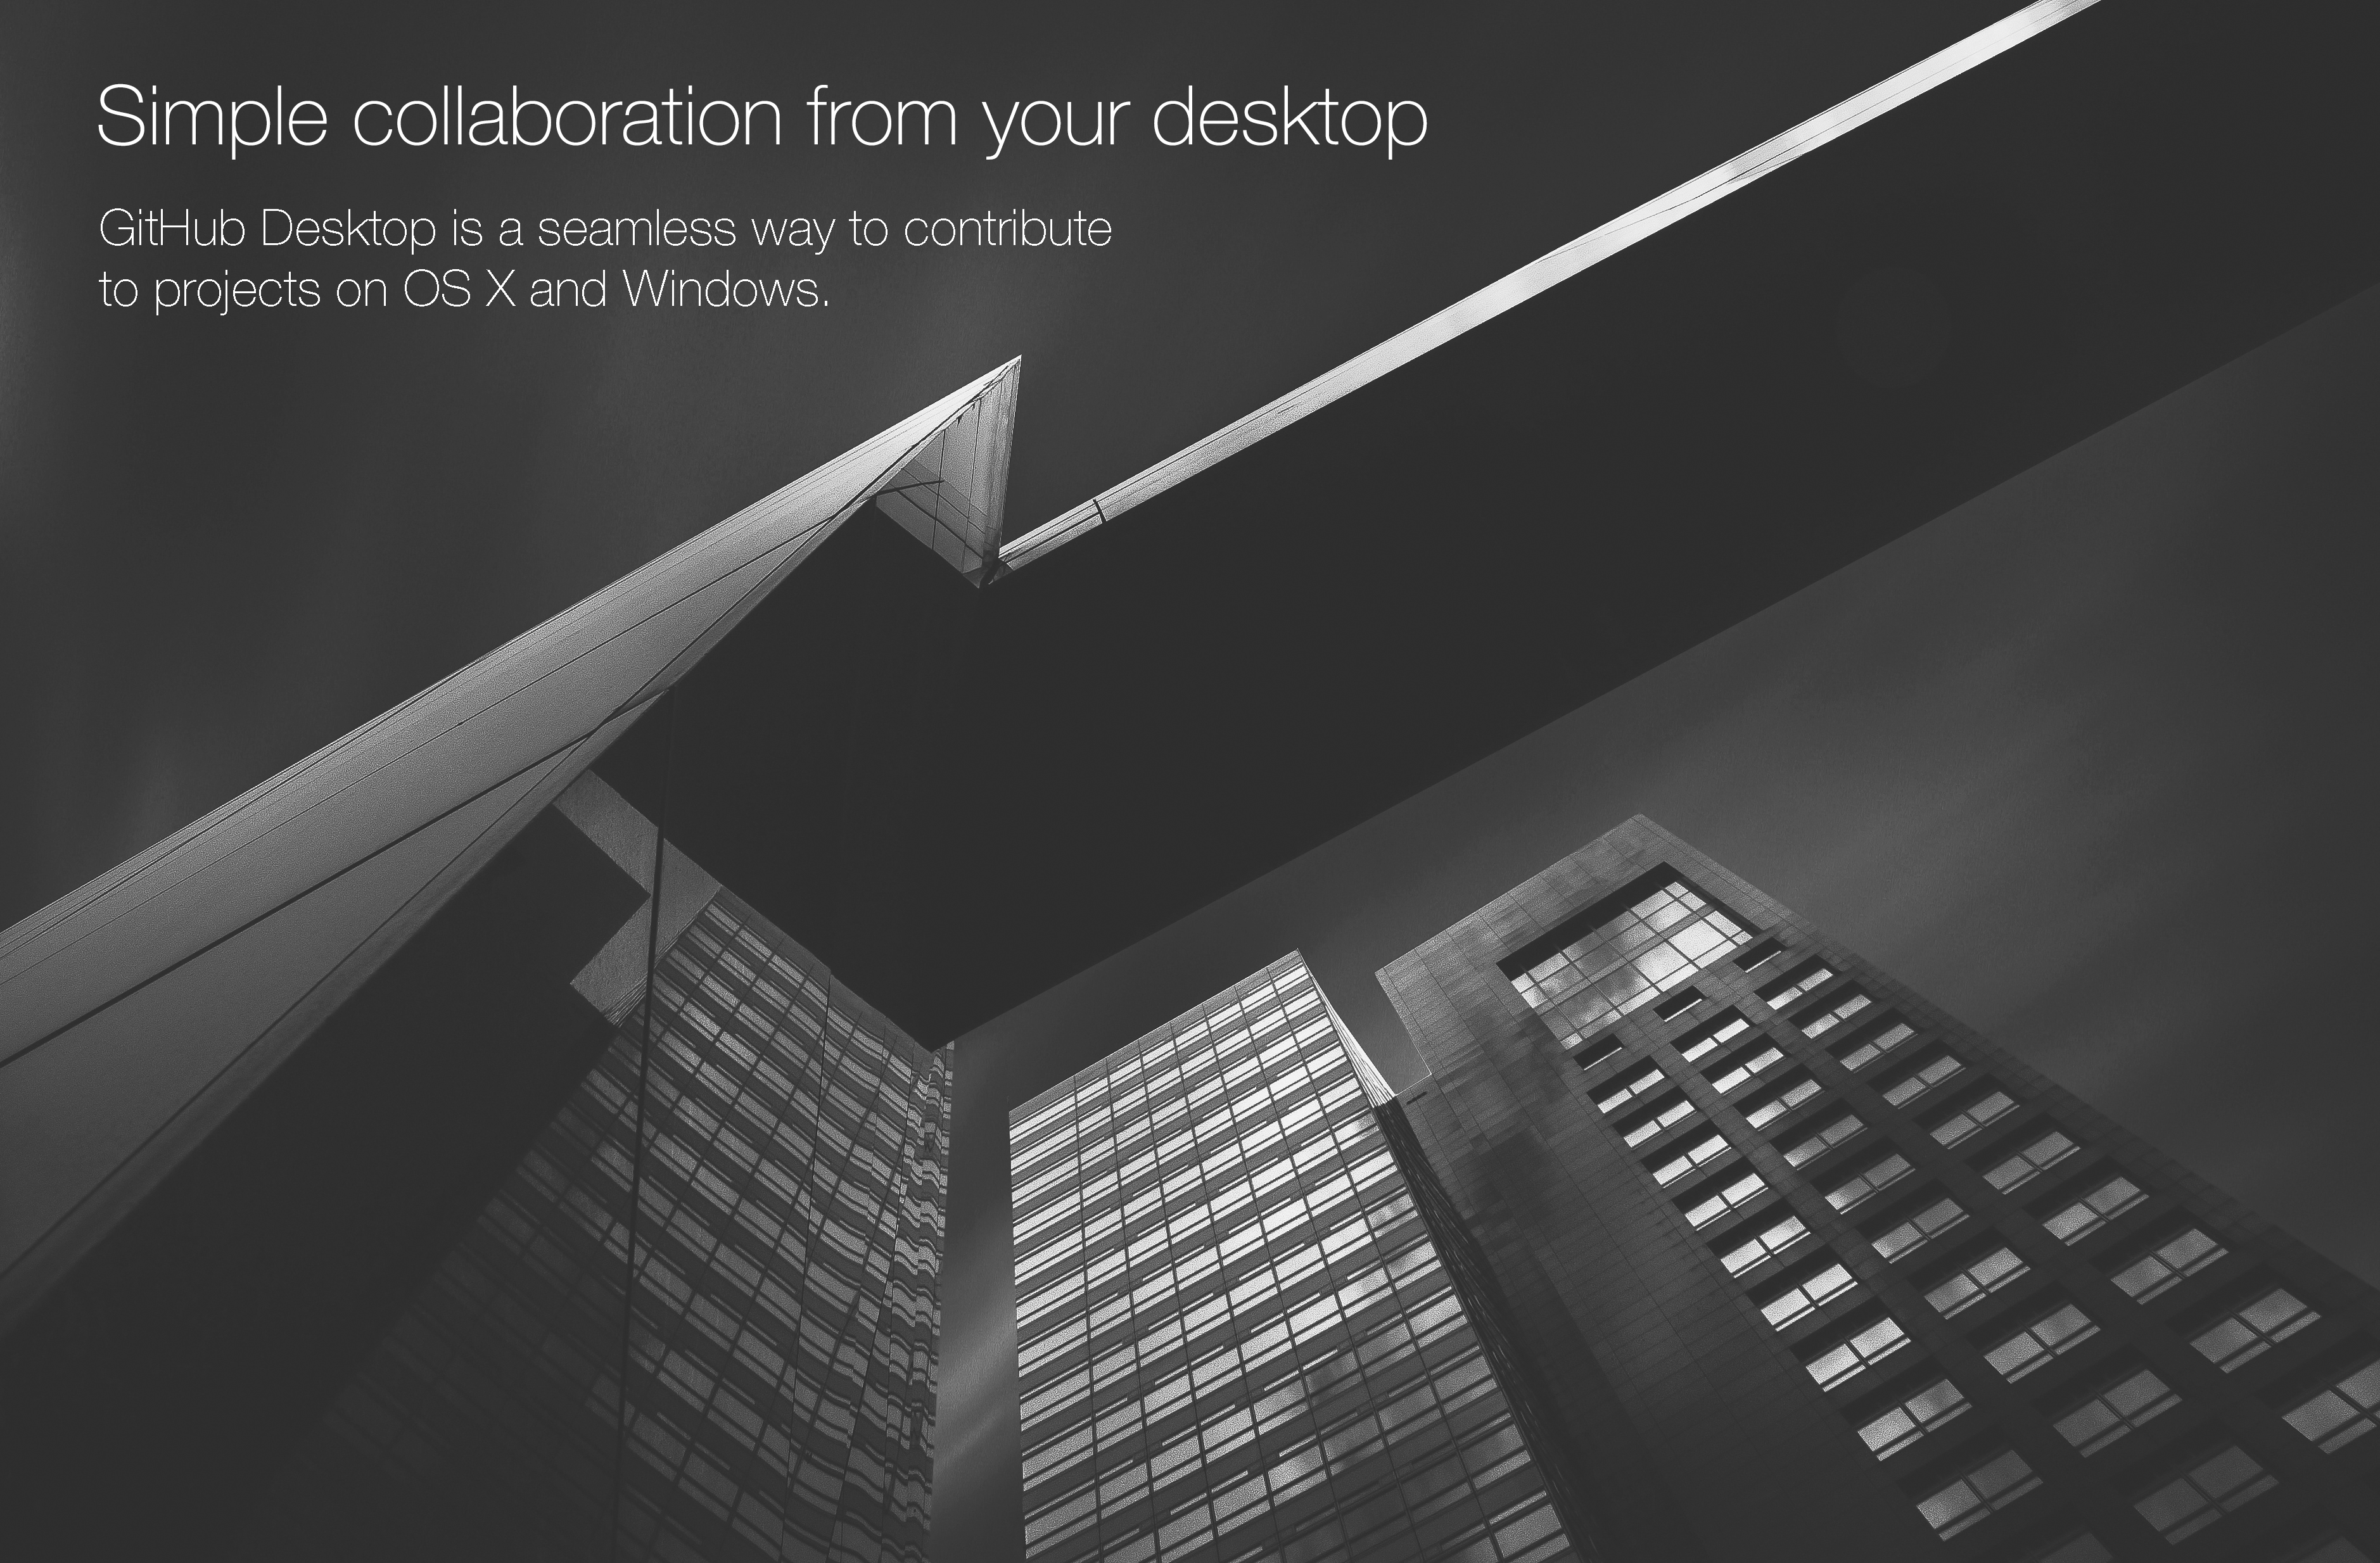 Simple collaboration from your desktop
GitHub Desktop is a seamless way to contribute
to projects on OS X and Windows.